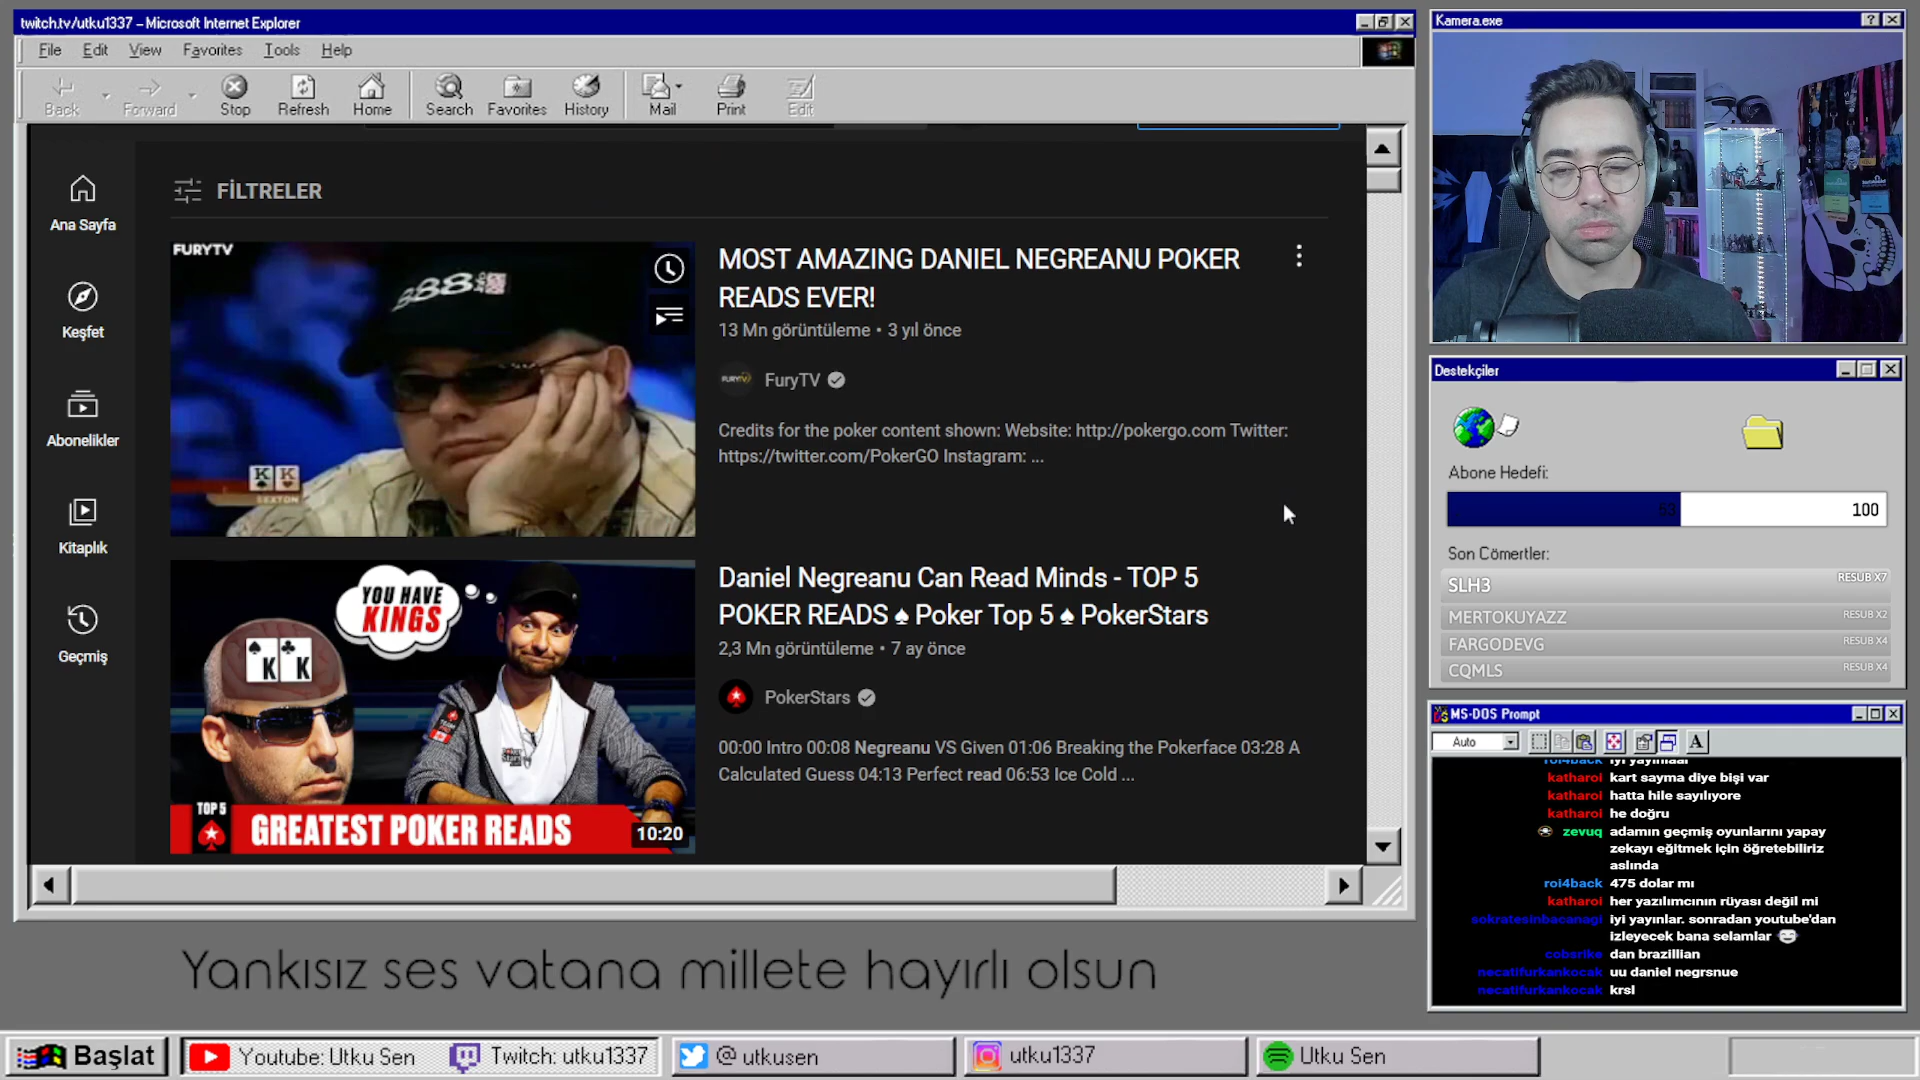 twitch.tv/utku1337 – Microsoft Internet Explorer
File Edit View Favorites Tools Help
Back Forward Stop Refresh Home Search Favorites History Mail Print Edit
FİLTRELER
Ana Sayfa
Keşfet
Abonelikler
Kitaplık
Geçmiş
FURYTV
888
K K
SEXTON
MOST AMAZING DANIEL NEGREANU POKER
READS EVER!
13 Mn görüntüleme • 3 yıl önce
FURYTV
FuryTV
Credits for the poker content shown: Website: http://pokergo.com Twitter:
https://twitter.com/PokerGO Instagram: ...
YOU HAVE
KINGS
K K
TOP 5
GREATEST POKER READS
10:20
Daniel Negreanu Can Read Minds - TOP 5
POKER READS ♠ Poker Top 5 ♠ PokerStars
2,3 Mn görüntüleme • 7 ay önce
PokerStars
00:00 Intro 00:08 Negreanu VS Given 01:06 Breaking the Pokerface 03:28 A
Calculated Guess 04:13 Perfect read 06:53 Ice Cold ...
Yankısız ses vatana millete hayırlı olsun
Başlat
Youtube: Utku Sen
Twitch: utku1337
@utkusen
utku1337
Utku Sen
Kamera.exe
Destekçiler
Abone Hedefi:
53 100
Son Cömertler:
SLH3 RESUB X7
MERTOKUYAZZ RESUB X2
FARGODEVG RESUB X4
CQMLS RESUB X4
MS-DOS Prompt
Auto
A
roi4back iyi yayınlaar
katharoi kart sayma diye bişi var
katharoi hatta hile sayılıyore
katharoi he doğru
zevuq adamın geçmiş oyunlarını yapay
zekayı eğitmek için öğretebiliriz
aslında
roi4back 475 dolar mı
katharoi her yazılımcının rüyası değil mi
sokratesinbacanagi iyi yayınlar. sonradan youtube'dan
izleyecek bana selamlar
cobsrike dan brazillian
necatifurkankocak uu daniel negrsnue
necatifurkankocak krsl